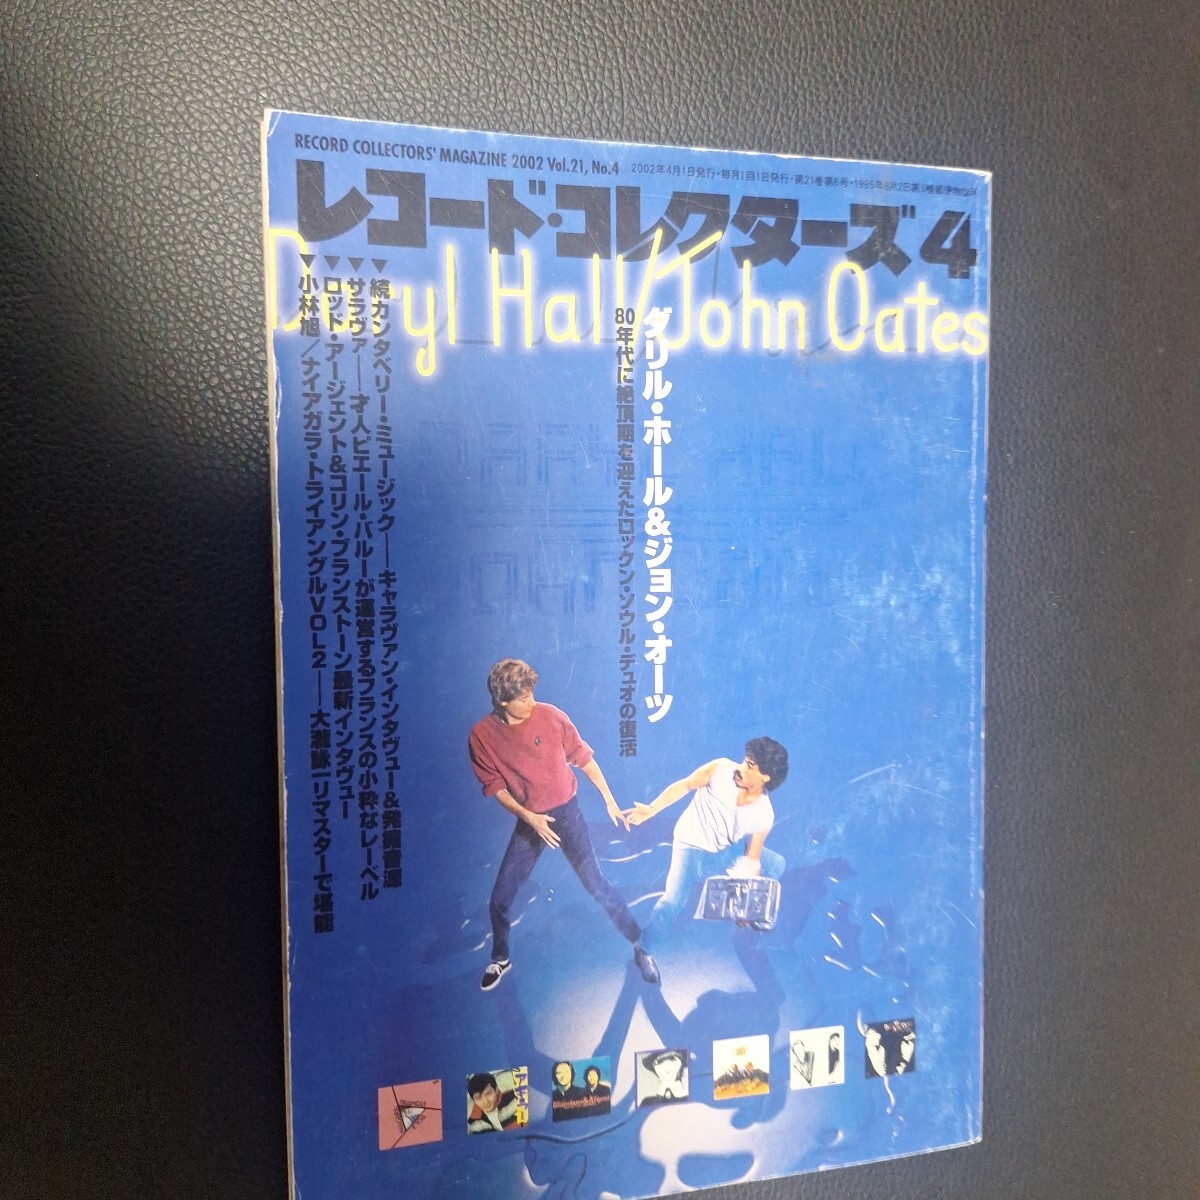 RECORD COLLECTORS' MAGAZINE 2002 Vol.21, No.4
2002年4月1日発行・毎月1回1日発行・第21巻第6号・1995年8月2日第3種郵便物認可
レコード・コレクターズ 4
Daryl Hall/John Oates
ダリル・ホール&ジョン・オーツ
80年代に絶頂期を迎えたロックン・ソウル・デュオの復活
▼続カンタベリー・ミュージック──キャラヴァン・インタヴュー&発掘音源
▼サラヴァ──才人ピエール・バルーが運営するフランスの小粋なレーベル
▼ロッド・アージェント&コリン・ブランストーン最新インタヴュー
▼小林旭/ナイアガラ・トライアングルVOL2──大瀧詠一リマスターで堪能
Blunstone & Argent